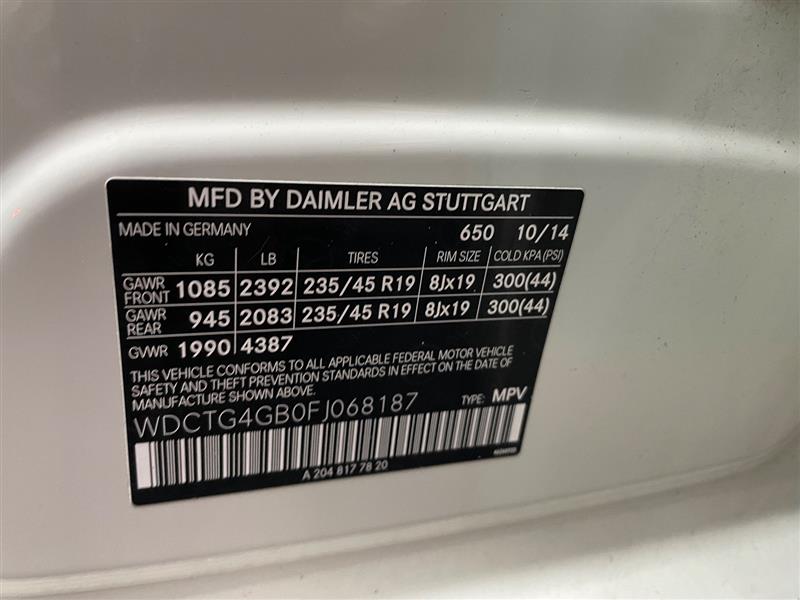 MFD BY DAIMLER AG STUTTGART
MADE IN GERMANY 650 10/14
KG LB TIRES RIM SIZE COLD KPA (PSI)
GAWR FRONT 1085 2392 235/45 R19 8Jx19 300(44)
GAWR REAR 945 2083 235/45 R19 8Jx19 300(44)
GVWR 1990 4387
THIS VEHICLE CONFORMS TO ALL APPLICABLE FEDERAL MOTOR VEHICLE
SAFETY AND THEFT PREVENTION STANDARDS IN EFFECT ON DATE OF
MANUFACTURE SHOWN ABOVE.
WDCTG4GB0FJ068187 TYPE: MPV
A 204 817 78 20